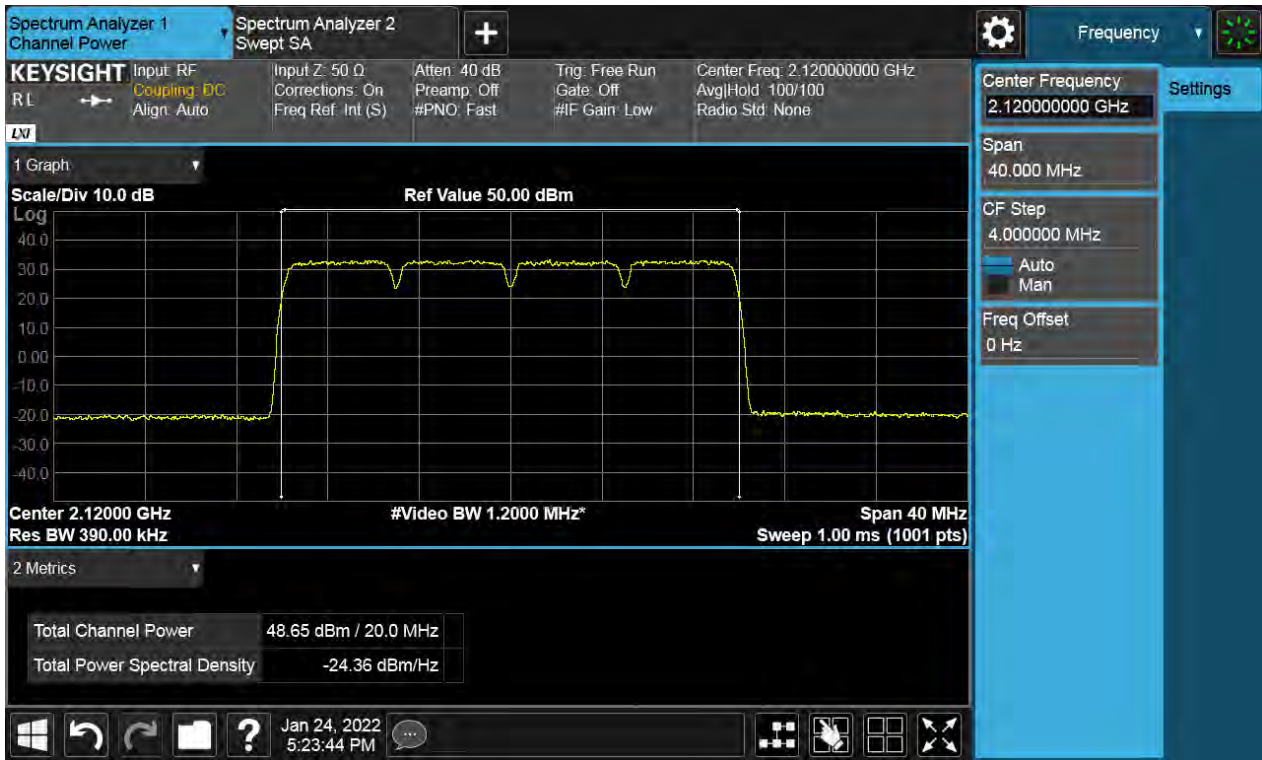 Spectrum Analyzer 1
Channel Power
Spectrum Analyzer 2
Swept SA
+
Frequency
KEYSIGHT
RL
LXI
Input: RF
Coupling: DC
Align: Auto
Input Z: 50 Ω
Corrections: On
Freq Ref: Int (S)
Atten: 40 dB
Preamp: Off
#PNO: Fast
Trig: Free Run
Gate: Off
#IF Gain: Low
Center Freq: 2.120000000 GHz
Avg|Hold: 100/100
Radio Std: None
Center Frequency
2.120000000 GHz
Settings
Span
40.000 MHz
CF Step
4.000000 MHz
Auto
Man
Freq Offset
0 Hz
1 Graph
Scale/Div 10.0 dB
Ref Value 50.00 dBm
Log
40.0
30.0
20.0
10.0
0.00
-10.0
-20.0
-30.0
-40.0
Center 2.12000 GHz
#Video BW 1.2000 MHz*
Span 40 MHz
Res BW 390.00 kHz
Sweep 1.00 ms (1001 pts)
2 Metrics
Total Channel Power 48.65 dBm / 20.0 MHz
Total Power Spectral Density -24.36 dBm/Hz
?
Jan 24, 2022
5:23:44 PM